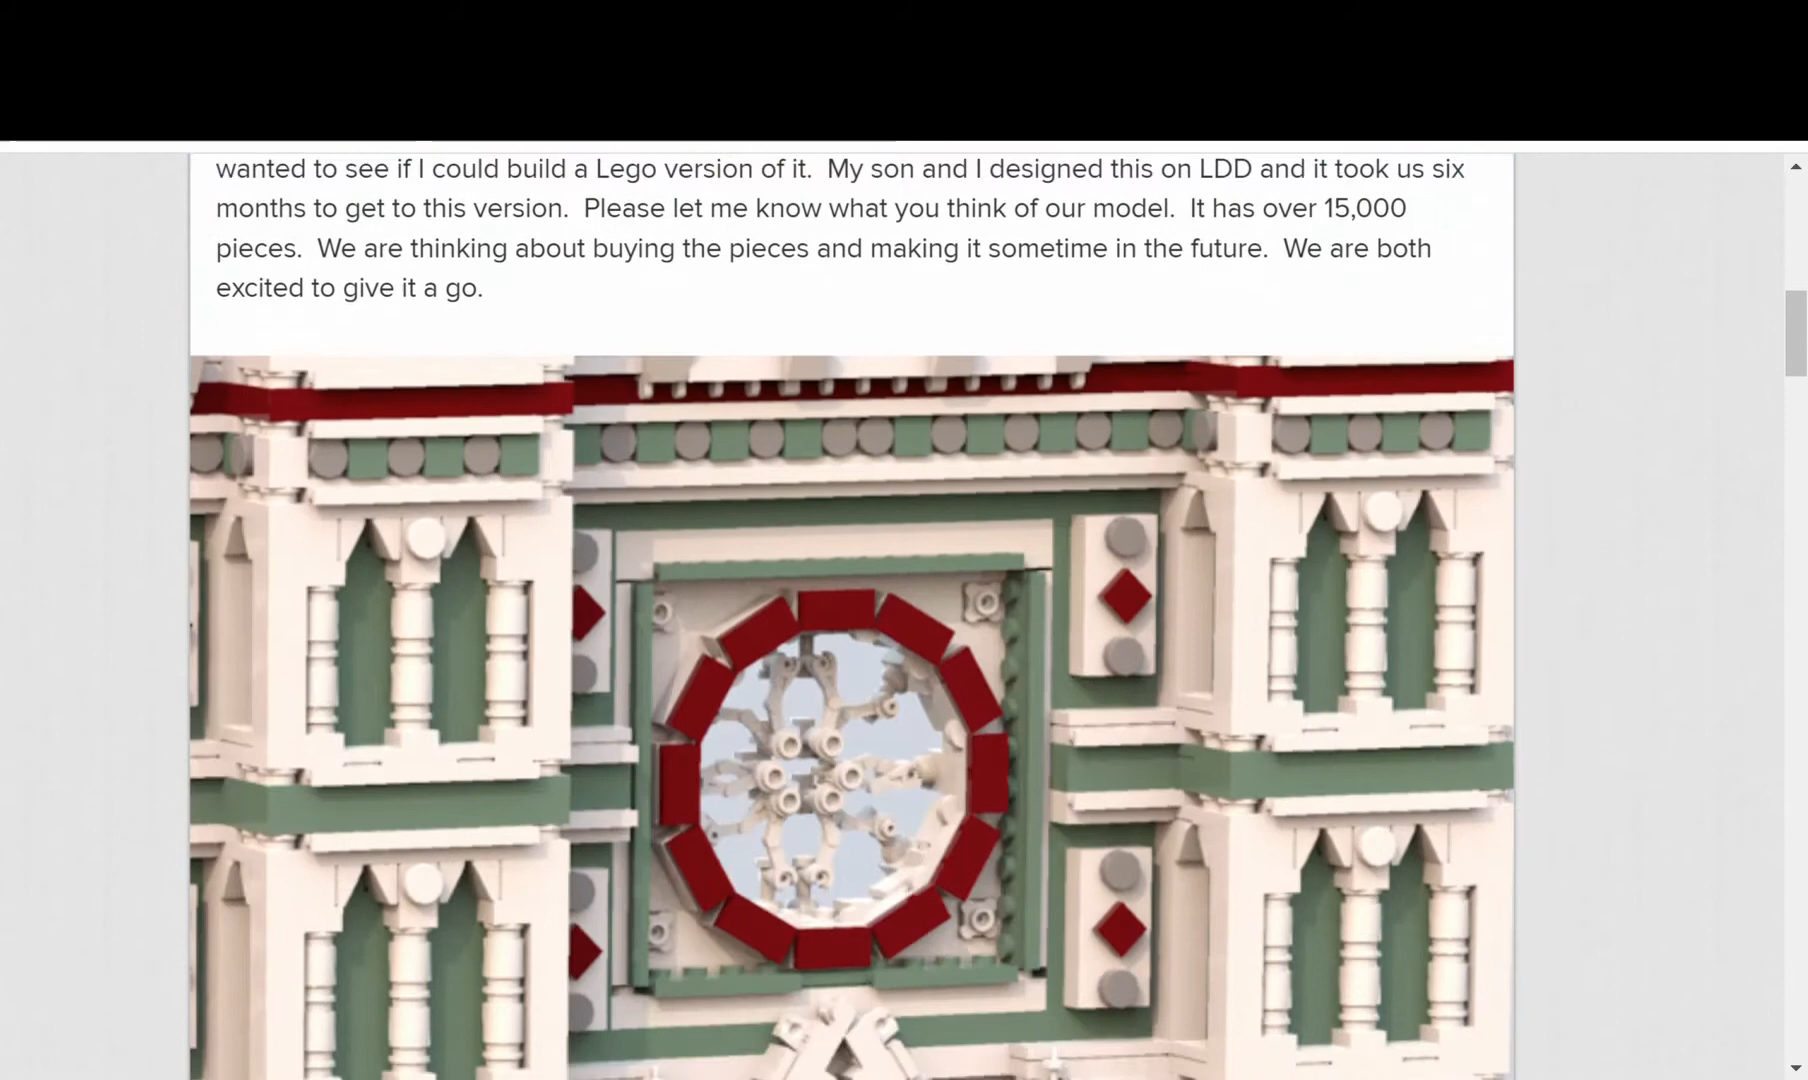 wanted to see if I could build a Lego version of it.  My son and I designed this on LDD and it took us six
months to get to this version.  Please let me know what you think of our model.  It has over 15,000
pieces.  We are thinking about buying the pieces and making it sometime in the future.  We are both
excited to give it a go.